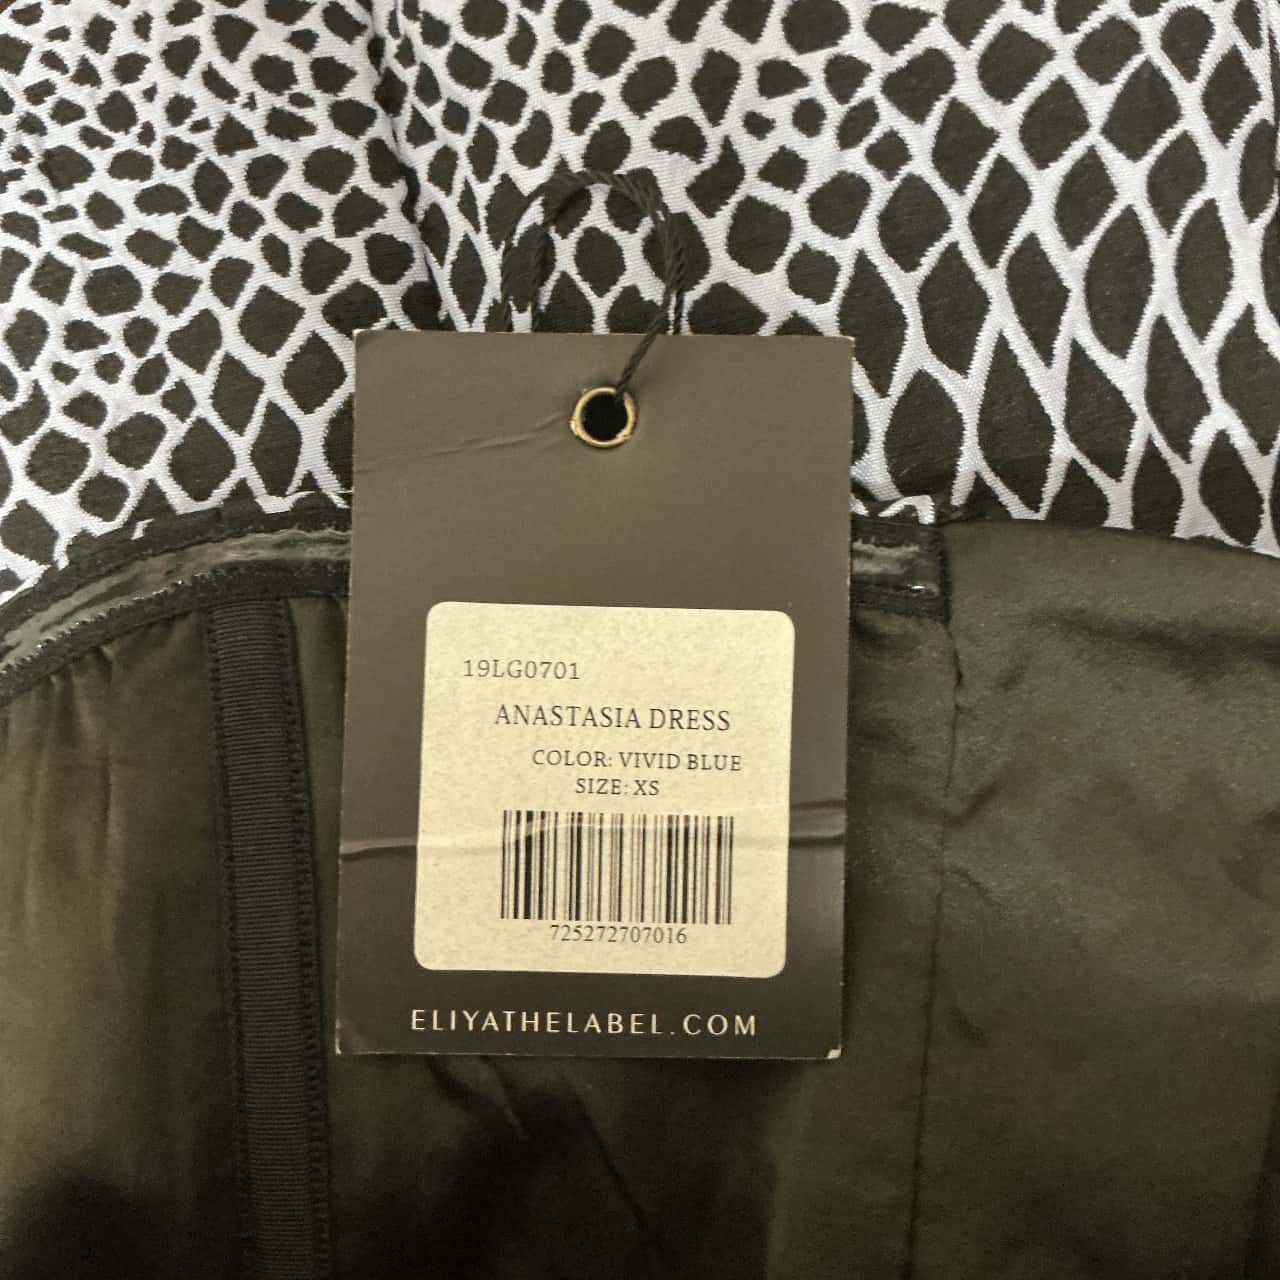 19LG0701
ANASTASIA DRESS
COLOR: VIVID BLUE
SIZE: XS
725272707016
ELIYATHELABEL.COM